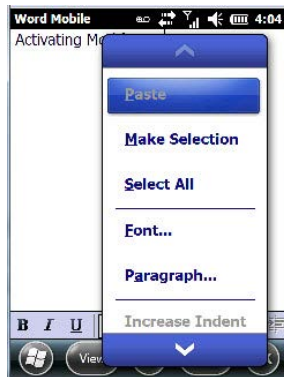 Word Mobile 4:04
Activating Mo
Paste
Make Selection
Select All
Font...
Paragraph...
Increase Indent
B I U
View